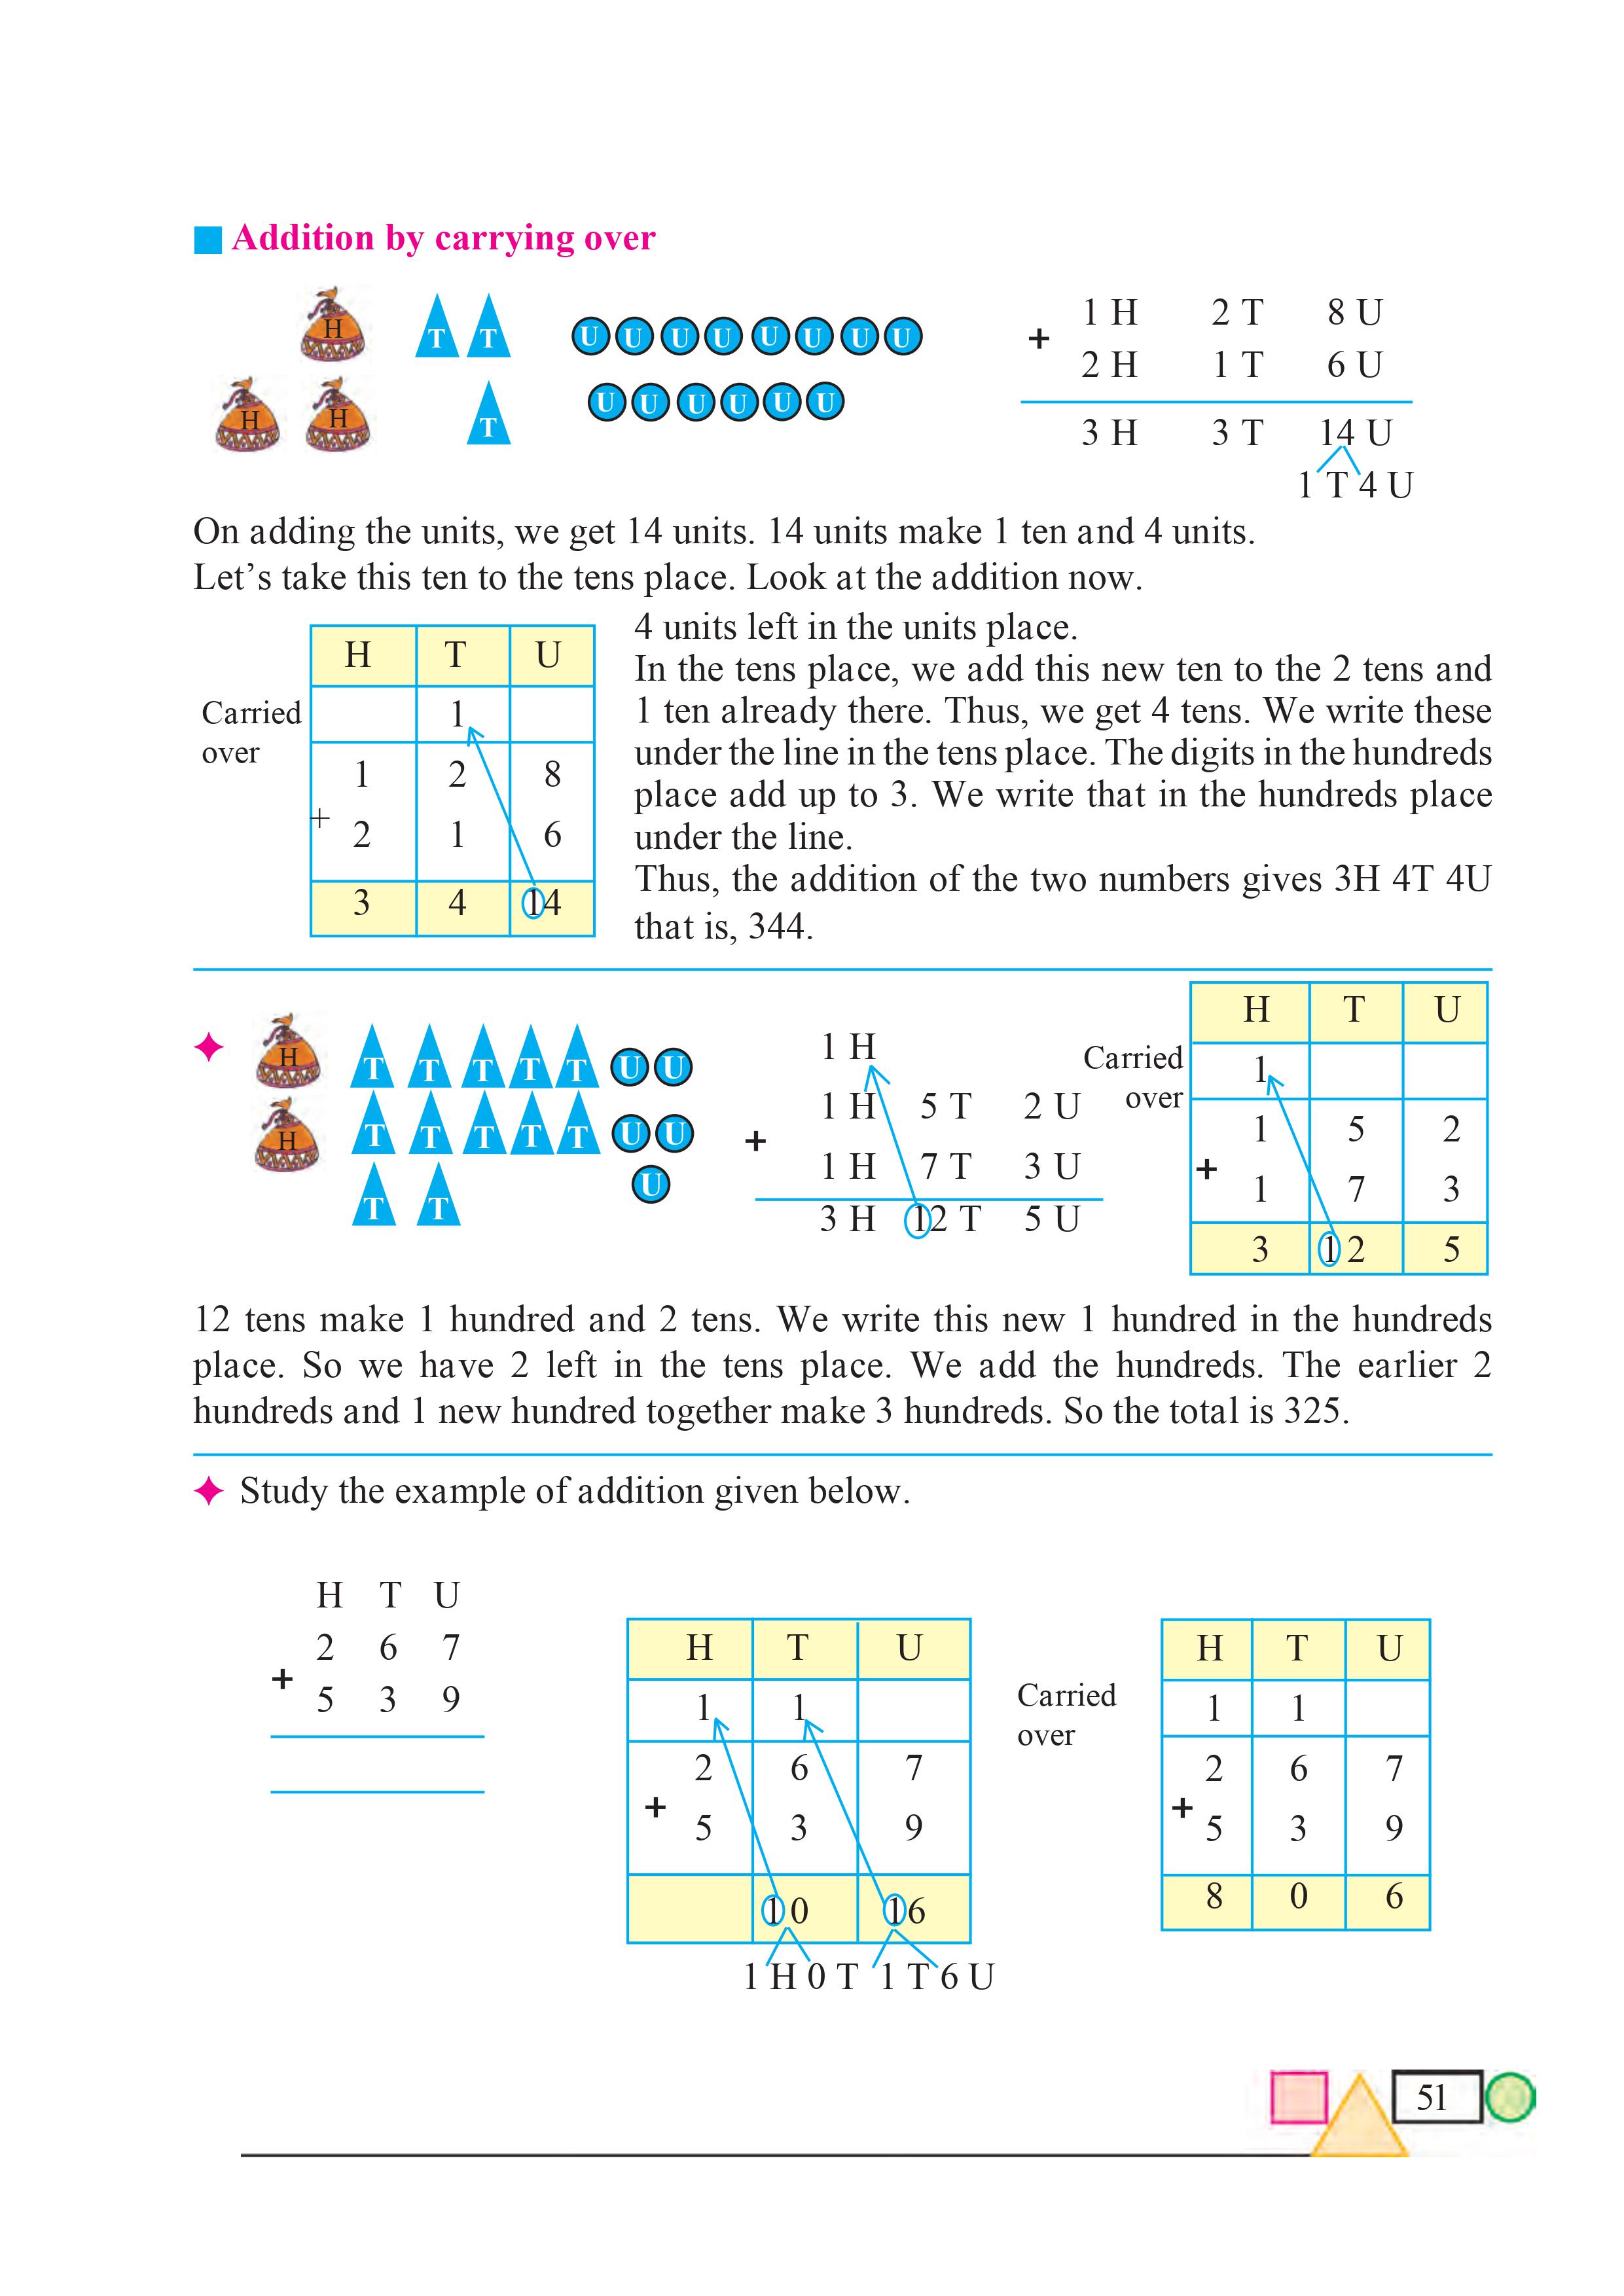 Addition by carrying over
H T T U U U U U U U U
H H T U U U U U U
1 H 2 T 8 U
+
2 H 1 T 6 U
3 H 3 T 14 U
1 T 4 U
On adding the units, we get 14 units. 14 units make 1 ten and 4 units.
Let’s take this ten to the tens place. Look at the addition now.
H T U
Carried over
1
1 2 8
+
2 1 6
3 4 14
4 units left in the units place.
In the tens place, we add this new ten to the 2 tens and
1 ten already there. Thus, we get 4 tens. We write these
under the line in the tens place. The digits in the hundreds
place add up to 3. We write that in the hundreds place
under the line.
Thus, the addition of the two numbers gives 3H 4T 4U
that is, 344.
H T T T T T U U
H T T T T T U U
T T U
1 H
1 H 5 T 2 U
+
1 H 7 T 3 U
3 H 12 T 5 U
Carried
over
H T U
1
1 5 2
+
1 7 3
3 12 5
12 tens make 1 hundred and 2 tens. We write this new 1 hundred in the hundreds
place. So we have 2 left in the tens place. We add the hundreds. The earlier 2
hundreds and 1 new hundred together make 3 hundreds. So the total is 325.
Study the example of addition given below.
H T U
2 6 7
+
5 3 9
H T U
1 1
2 6 7
+
5 3 9
10 16
1 H 0 T 1 T 6 U
Carried
over
H T U
1 1
2 6 7
+
5 3 9
8 0 6
51